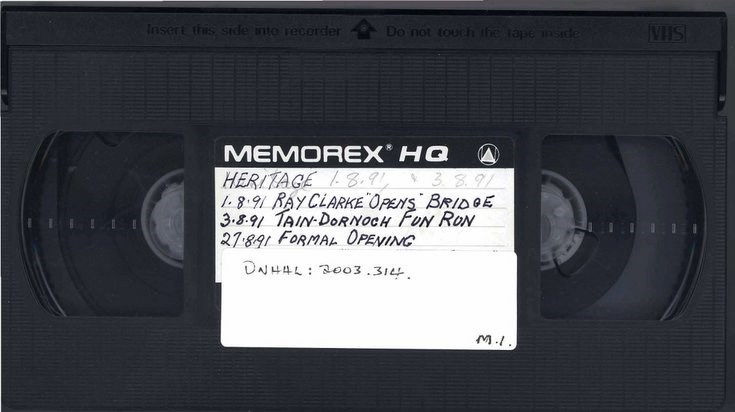 Insert this side into recorder Do not touch the tape inside VHS
MEMOREX® HQ
HERITAGE 1.8.91, & 3.8.91
1.8.91 RAY CLARKE "OPENS" BRIDGE
3.8.91 TAIN-DORNOCH FUN RUN
27.8.91 FORMAL OPENING
DNHHL: 2003.314.
M.I.